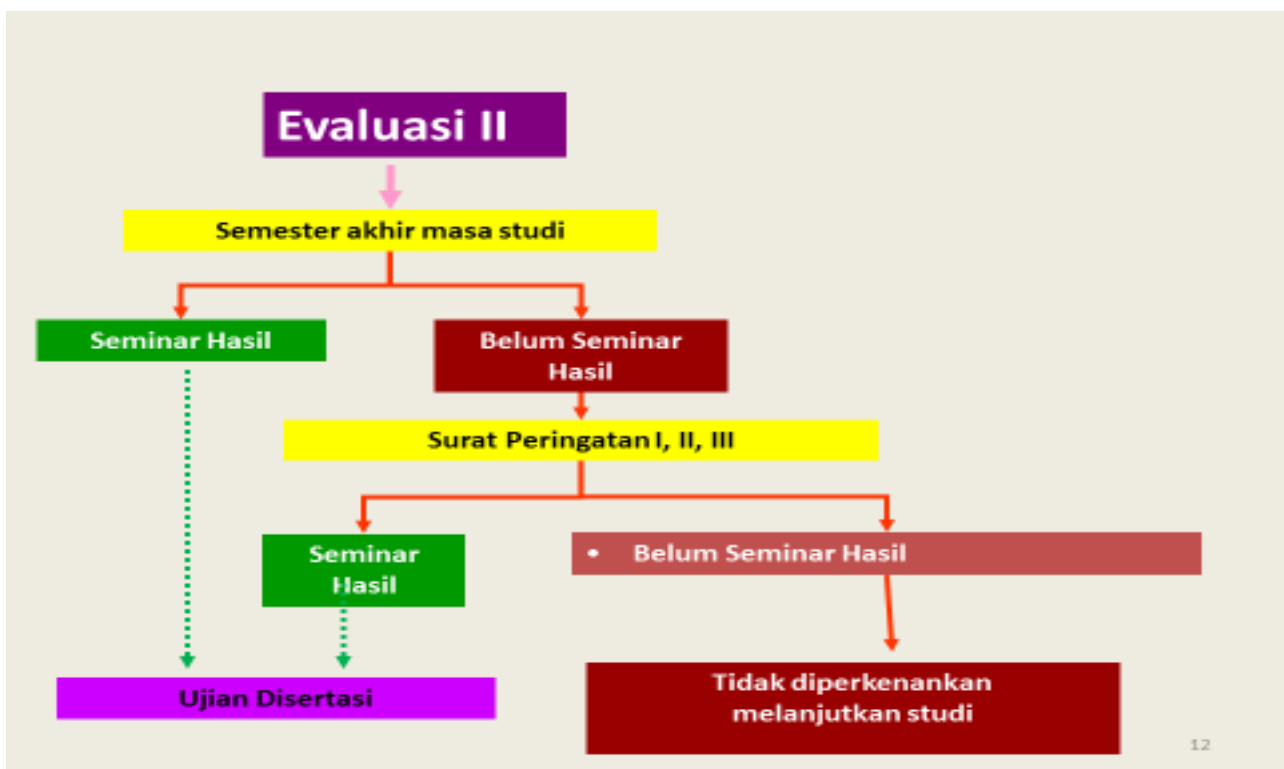 Evaluasi II
Semester akhir masa studi
Seminar Hasil
Belum Seminar
Hasil
Surat Peringatan I, II, III
Seminar
Hasil
• Belum Seminar Hasil
Ujian Disertasi
Tidak diperkenankan
melanjutkan studi
12